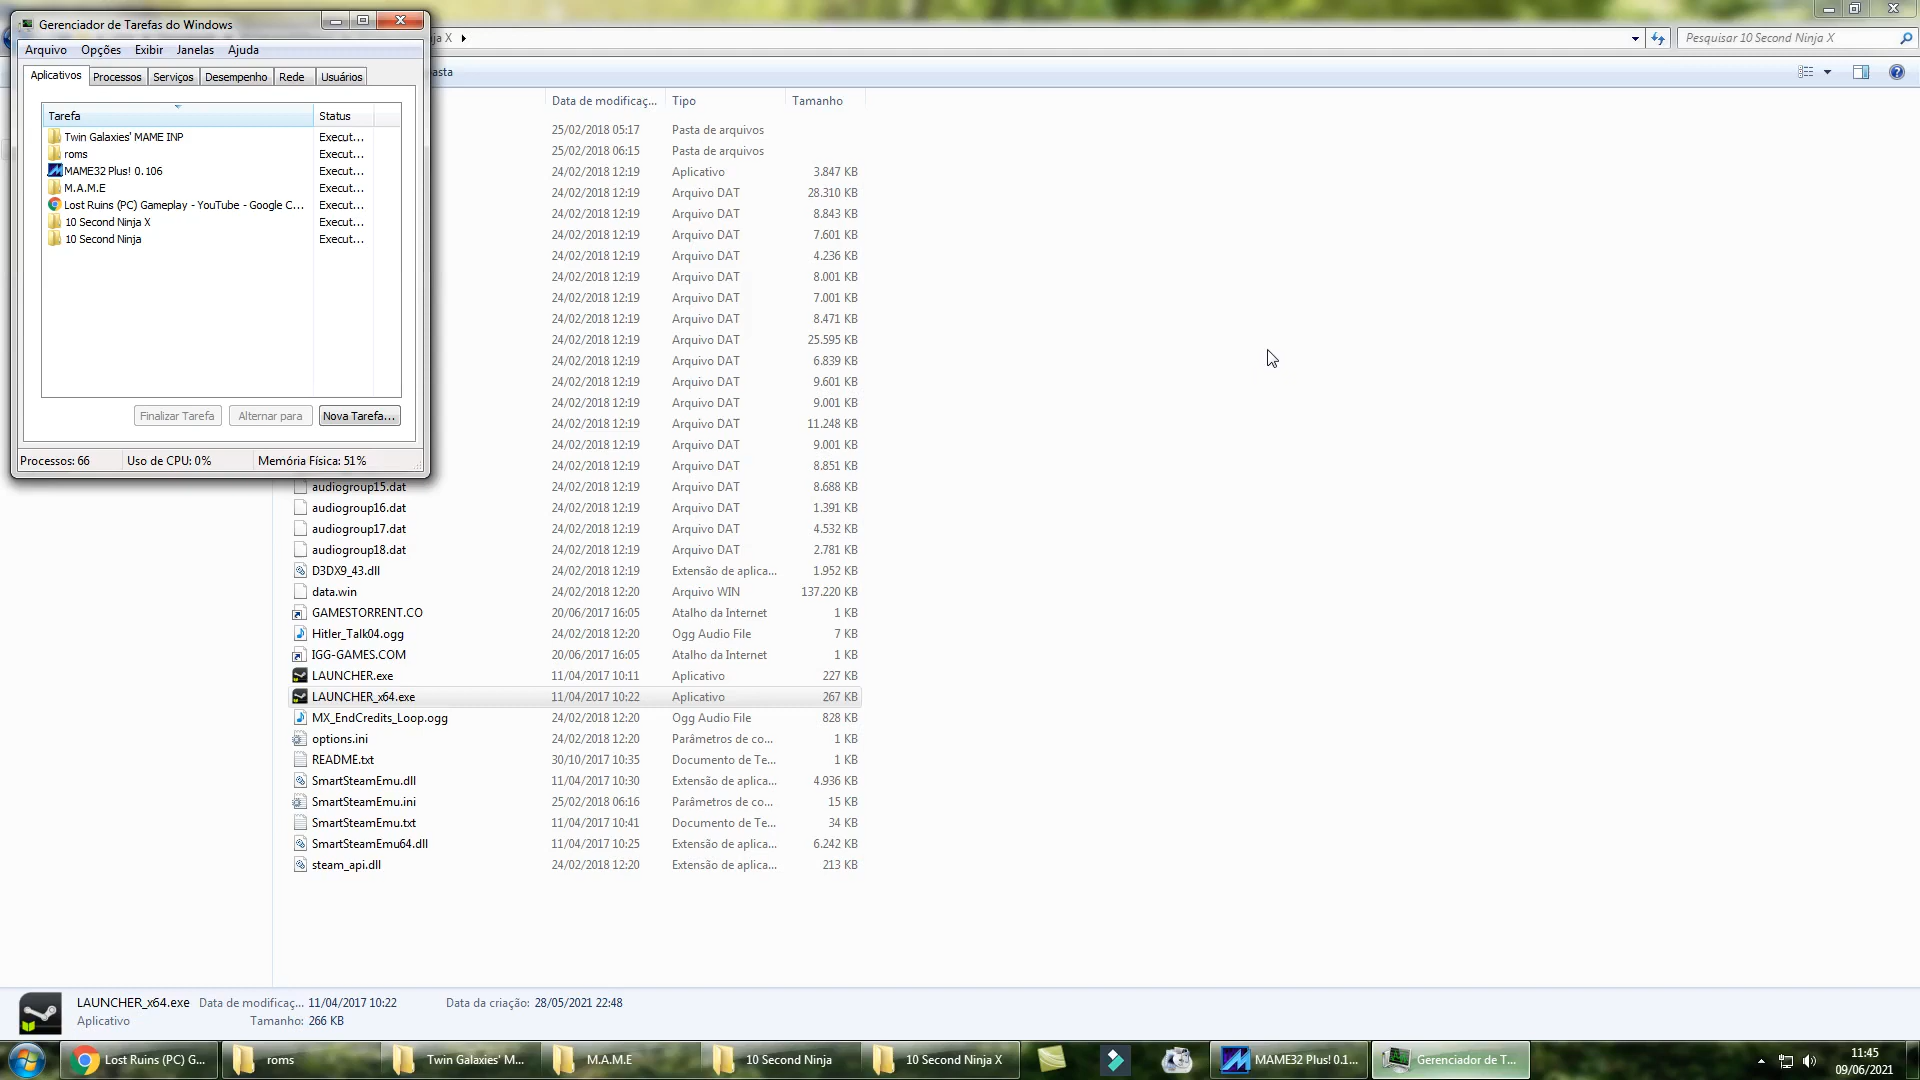 Gerenciador de Tarefas do Windows
Arquivo Opções Exibir Janelas Ajuda
Aplicativos Processos Serviços Desempenho Rede Usuários
Tarefa Status
Twin Galaxies' MAME INP Execut...
roms Execut...
MAME32 Plus! 0.106 Execut...
M.A.M.E Execut...
Lost Ruins (PC) Gameplay - YouTube - Google C... Execut...
10 Second Ninja X Execut...
10 Second Ninja Execut...
Finalizar Tarefa Alternar para Nova Tarefa...
Processos: 66 Uso de CPU: 0% Memória Física: 51%
ja X
Pesquisar 10 Second Ninja X
asta
Data de modificaç... Tipo Tamanho
25/02/2018 05:17 Pasta de arquivos
25/02/2018 06:15 Pasta de arquivos
24/02/2018 12:19 Aplicativo 3.847 KB
24/02/2018 12:19 Arquivo DAT 28.310 KB
24/02/2018 12:19 Arquivo DAT 8.843 KB
24/02/2018 12:19 Arquivo DAT 7.601 KB
24/02/2018 12:19 Arquivo DAT 4.236 KB
24/02/2018 12:19 Arquivo DAT 8.001 KB
24/02/2018 12:19 Arquivo DAT 7.001 KB
24/02/2018 12:19 Arquivo DAT 8.471 KB
24/02/2018 12:19 Arquivo DAT 25.595 KB
24/02/2018 12:19 Arquivo DAT 6.839 KB
24/02/2018 12:19 Arquivo DAT 9.601 KB
24/02/2018 12:19 Arquivo DAT 9.001 KB
24/02/2018 12:19 Arquivo DAT 11.248 KB
24/02/2018 12:19 Arquivo DAT 9.001 KB
24/02/2018 12:19 Arquivo DAT 8.851 KB
audiogroup15.dat 24/02/2018 12:19 Arquivo DAT 8.688 KB
audiogroup16.dat 24/02/2018 12:19 Arquivo DAT 1.391 KB
audiogroup17.dat 24/02/2018 12:19 Arquivo DAT 4.532 KB
audiogroup18.dat 24/02/2018 12:19 Arquivo DAT 2.781 KB
D3DX9_43.dll 24/02/2018 12:19 Extensão de aplica... 1.952 KB
data.win 24/02/2018 12:20 Arquivo WIN 137.220 KB
GAMESTORRENT.CO 20/06/2017 16:05 Atalho da Internet 1 KB
Hitler_Talk04.ogg 24/02/2018 12:20 Ogg Audio File 7 KB
IGG-GAMES.COM 20/06/2017 16:05 Atalho da Internet 1 KB
LAUNCHER.exe 11/04/2017 10:11 Aplicativo 227 KB
LAUNCHER_x64.exe 11/04/2017 10:22 Aplicativo 267 KB
MX_EndCredits_Loop.ogg 24/02/2018 12:20 Ogg Audio File 828 KB
options.ini 24/02/2018 12:20 Parâmetros de co... 1 KB
README.txt 30/10/2017 10:35 Documento de Te... 1 KB
SmartSteamEmu.dll 11/04/2017 10:30 Extensão de aplica... 4.936 KB
SmartSteamEmu.ini 25/02/2018 06:16 Parâmetros de co... 15 KB
SmartSteamEmu.txt 11/04/2017 10:41 Documento de Te... 34 KB
SmartSteamEmu64.dll 11/04/2017 10:25 Extensão de aplica... 6.242 KB
steam_api.dll 24/02/2018 12:20 Extensão de aplica... 213 KB
LAUNCHER_x64.exe Data de modificaç... 11/04/2017 10:22 Data da criação: 28/05/2021 22:48
Aplicativo Tamanho: 266 KB
Lost Ruins (PC) G... roms Twin Galaxies' M... M.A.M.E 10 Second Ninja 10 Second Ninja X MAME32 Plus! 0.1... Gerenciador de T... 11:45
09/06/2021